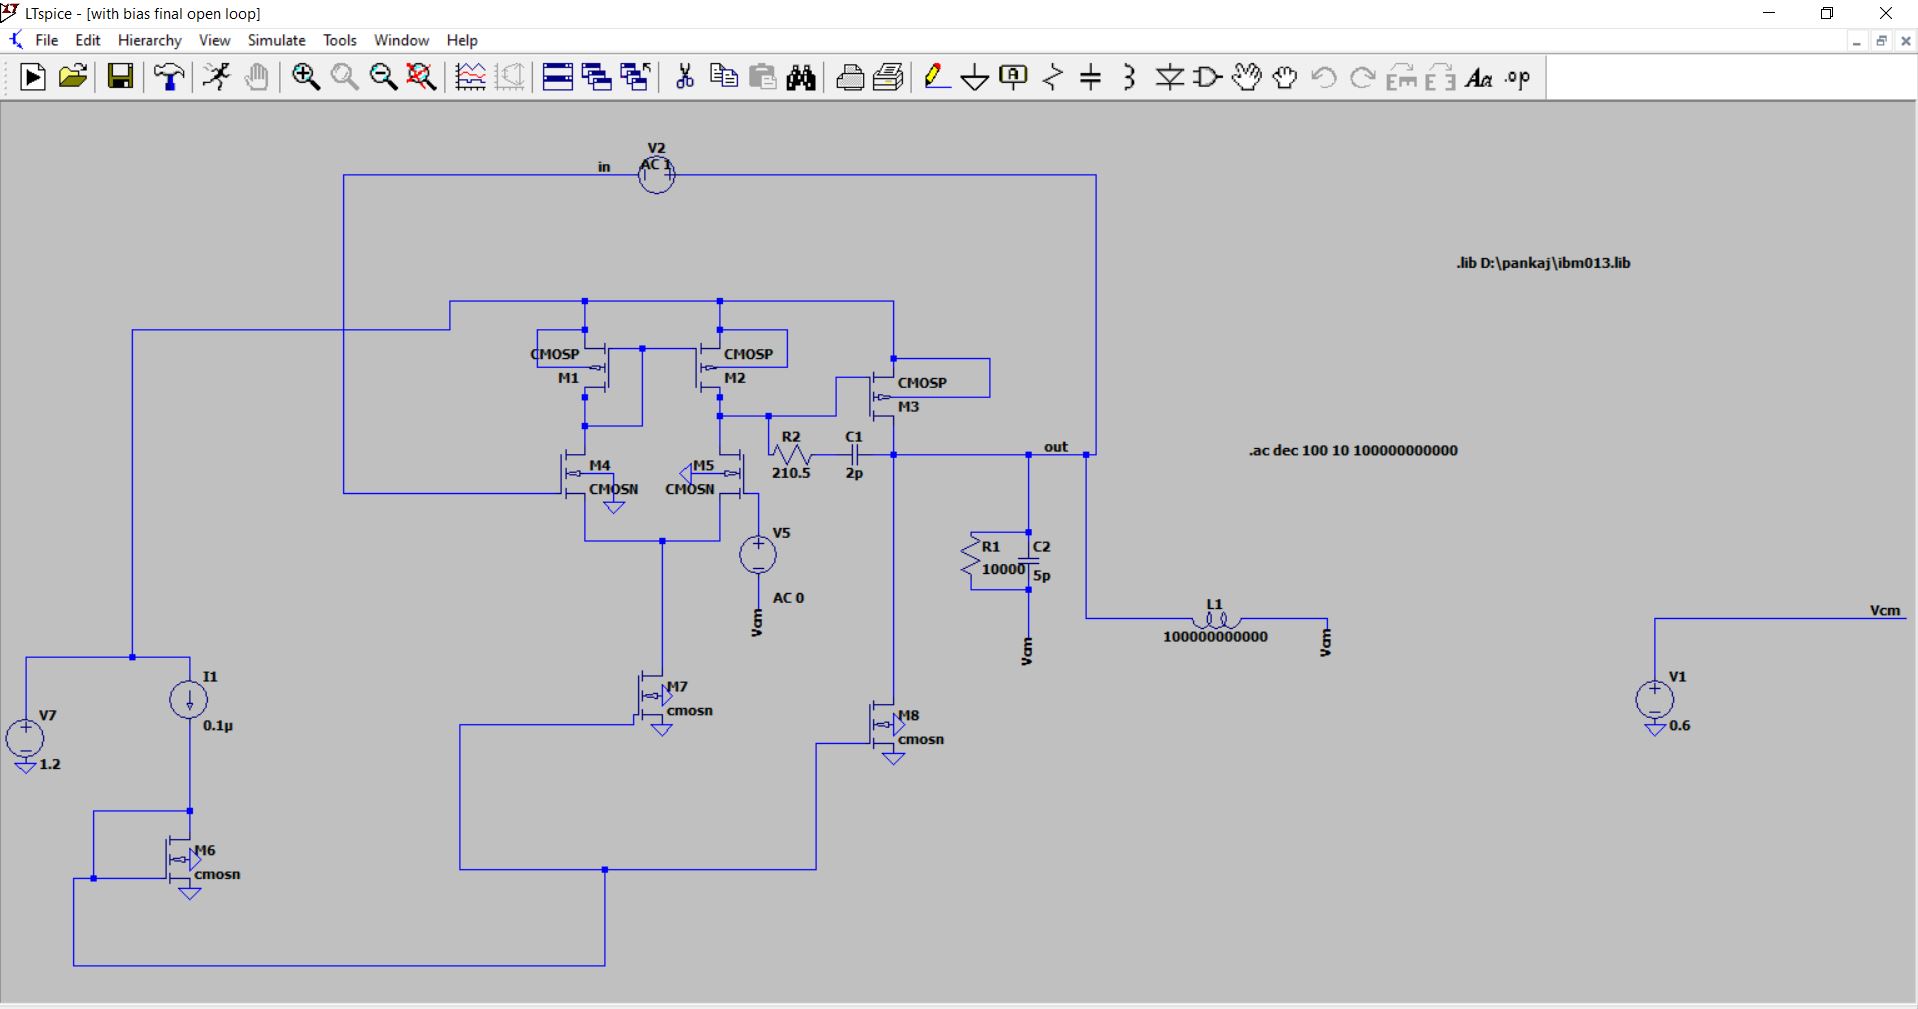 LTspice - [with bias final open loop]
File Edit Hierarchy View Simulate Tools Window Help
A
Aa .op
V2
AC 1
in
.lib D:\pankaj\ibm013.lib
CMOSP
M1
CMOSP
M2
CMOSP
M3
R2
210.5
C1
2p
out
.ac dec 100 10 100000000000
M4
CMOSN
M5
CMOSN
V5
AC 0
Vcm
R1
10000
C2
5p
Vcm
L1
100000000000
Vcm
Vcm
V1
0.6
I1
0.1µ
V7
1.2
M7
cmosn
M8
cmosn
M6
cmosn